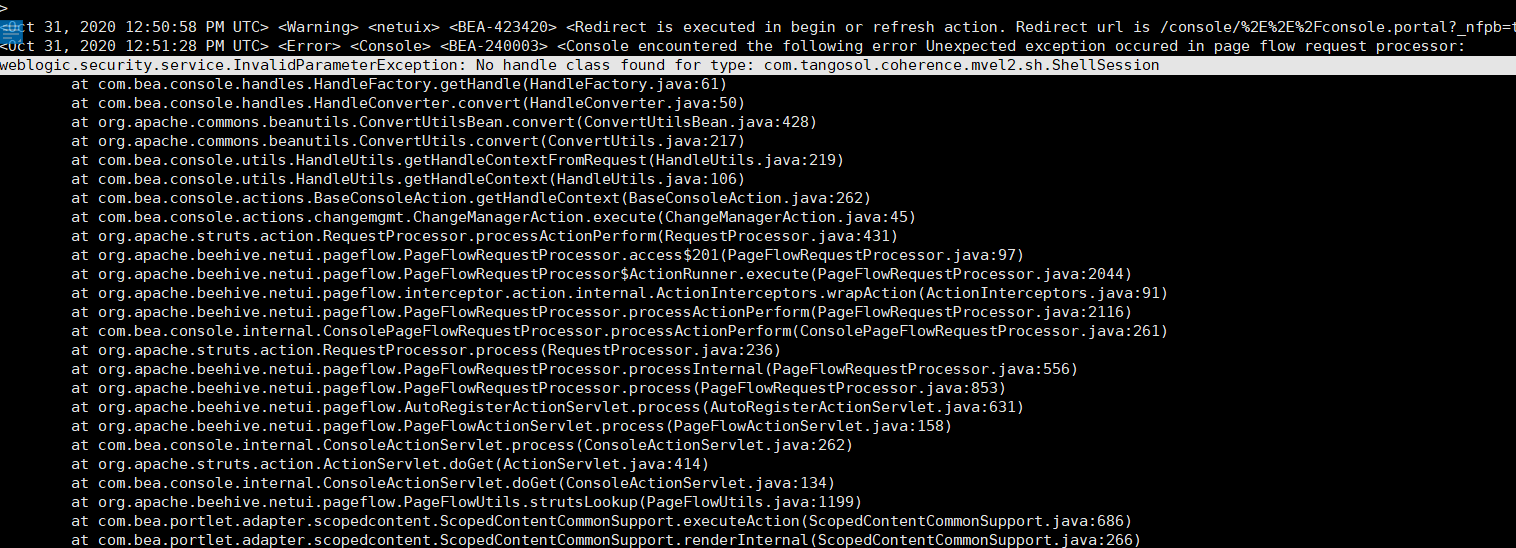 >
<Oct 31, 2020 12:50:58 PM UTC> <Warning> <netuix> <BEA-423420> <Redirect is executed in begin or refresh action. Redirect url is /console/%2E%2E%2Fconsole.portal?_nfpb=t
<Oct 31, 2020 12:51:28 PM UTC> <Error> <Console> <BEA-240003> <Console encountered the following error Unexpected exception occured in page flow request processor:
weblogic.security.service.InvalidParameterException: No handle class found for type: com.tangosol.coherence.mvel2.sh.ShellSession
at com.bea.console.handles.HandleFactory.getHandle(HandleFactory.java:61)
at com.bea.console.handles.HandleConverter.convert(HandleConverter.java:50)
at org.apache.commons.beanutils.ConvertUtilsBean.convert(ConvertUtilsBean.java:428)
at org.apache.commons.beanutils.ConvertUtils.convert(ConvertUtils.java:217)
at com.bea.console.utils.HandleUtils.getHandleContextFromRequest(HandleUtils.java:219)
at com.bea.console.utils.HandleUtils.getHandleContext(HandleUtils.java:106)
at com.bea.console.actions.BaseConsoleAction.getHandleContext(BaseConsoleAction.java:262)
at com.bea.console.actions.changemgmt.ChangeManagerAction.execute(ChangeManagerAction.java:45)
at org.apache.struts.action.RequestProcessor.processActionPerform(RequestProcessor.java:431)
at org.apache.beehive.netui.pageflow.PageFlowRequestProcessor.access$201(PageFlowRequestProcessor.java:97)
at org.apache.beehive.netui.pageflow.PageFlowRequestProcessor$ActionRunner.execute(PageFlowRequestProcessor.java:2044)
at org.apache.beehive.netui.pageflow.interceptor.action.internal.ActionInterceptors.wrapAction(ActionInterceptors.java:91)
at org.apache.beehive.netui.pageflow.PageFlowRequestProcessor.processActionPerform(PageFlowRequestProcessor.java:2116)
at com.bea.console.internal.ConsolePageFlowRequestProcessor.processActionPerform(ConsolePageFlowRequestProcessor.java:261)
at org.apache.struts.action.RequestProcessor.process(RequestProcessor.java:236)
at org.apache.beehive.netui.pageflow.PageFlowRequestProcessor.processInternal(PageFlowRequestProcessor.java:556)
at org.apache.beehive.netui.pageflow.PageFlowRequestProcessor.process(PageFlowRequestProcessor.java:853)
at org.apache.beehive.netui.pageflow.AutoRegisterActionServlet.process(AutoRegisterActionServlet.java:631)
at org.apache.beehive.netui.pageflow.PageFlowActionServlet.process(PageFlowActionServlet.java:158)
at com.bea.console.internal.ConsoleActionServlet.process(ConsoleActionServlet.java:262)
at org.apache.struts.action.ActionServlet.doGet(ActionServlet.java:414)
at com.bea.console.internal.ConsoleActionServlet.doGet(ConsoleActionServlet.java:134)
at org.apache.beehive.netui.pageflow.PageFlowUtils.strutsLookup(PageFlowUtils.java:1199)
at com.bea.portlet.adapter.scopedcontent.ScopedContentCommonSupport.executeAction(ScopedContentCommonSupport.java:686)
at com.bea.portlet.adapter.scopedcontent.ScopedContentCommonSupport.renderInternal(ScopedContentCommonSupport.java:266)